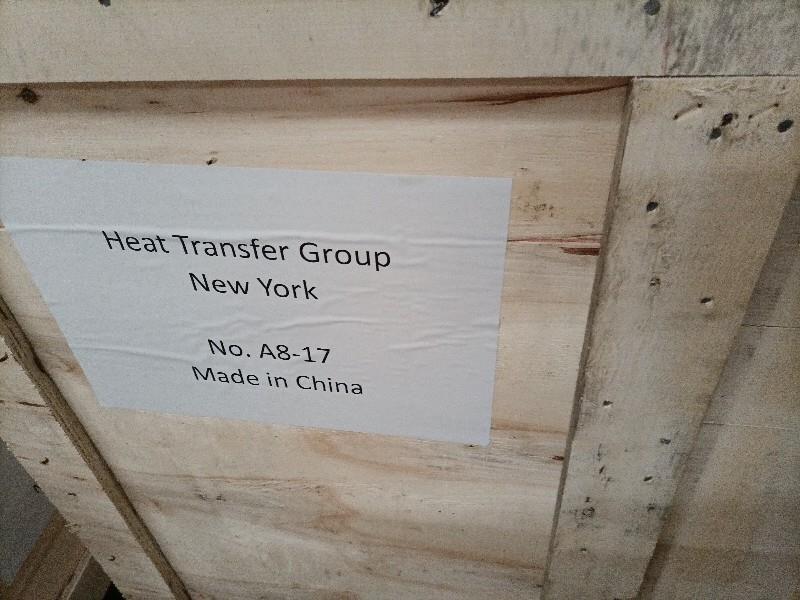 Heat Transfer Group
New York
No. A8-17
Made in China